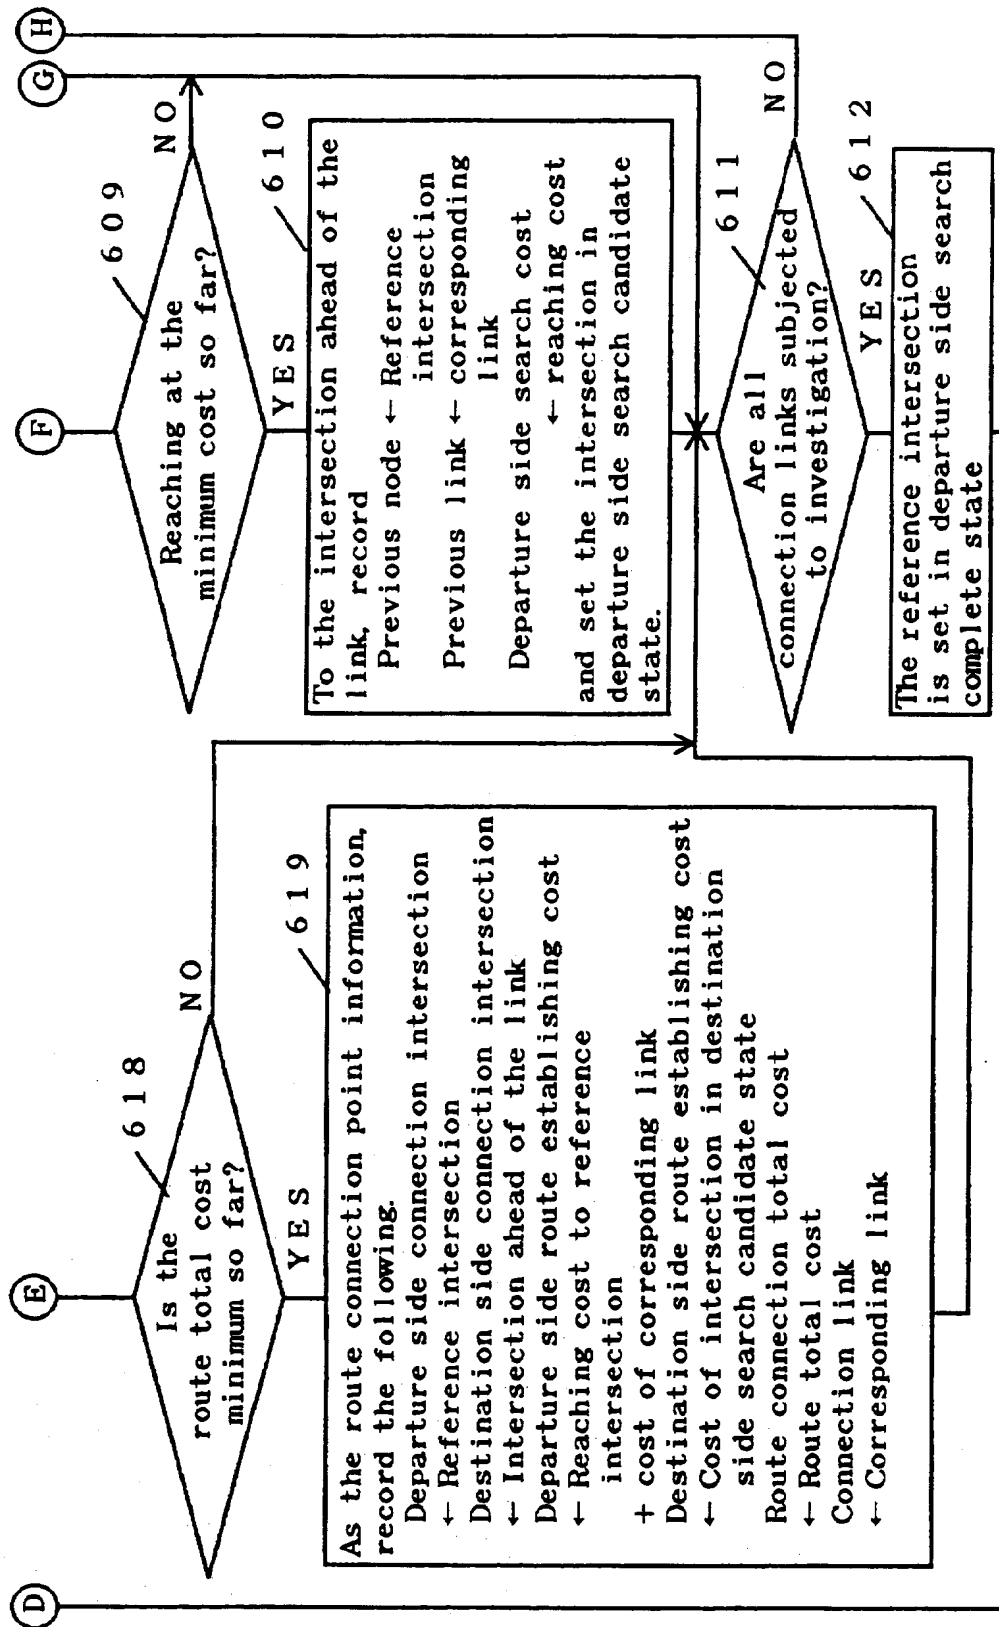 D
E
F
G
H
Is the
route total cost
minimum so far?
618
NO
YES
619
As the route connection point information,
record the following.
Departure side connection intersection
← Reference intersection
Destination side connection intersection
← Intersection ahead of the link
Departure side route establishing cost
← Reaching cost to reference
intersection
+ cost of corresponding link
Destination side route establishing cost
← Cost of intersection in destination
side search candidate state
Route connection total cost
← Route total cost
Connection link
← Corresponding link
Reaching at the
minimum cost so far?
609
NO
YES
610
To the intersection ahead of the
link, record
Previous node ← Reference
intersection
Previous link ← corresponding
link
Departure side search cost
← reaching cost
and set the intersection in
departure side search candidate
state.
Are all
connection links subjected
to investigation?
611
NO
YES
612
The reference intersection
is set in departure side search
complete state